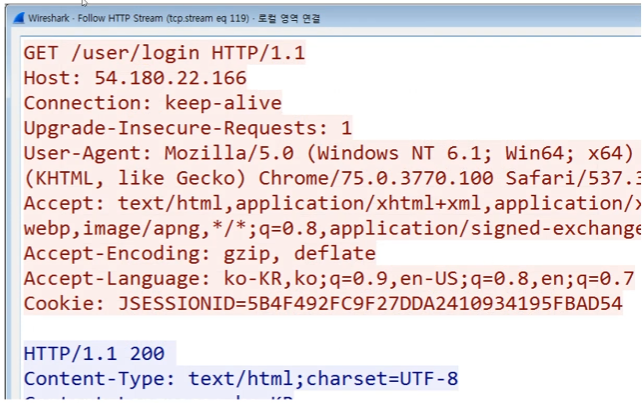 Wireshark · Follow HTTP Stream (tcp.stream eq 119) · 로컬 영역 연결
GET /user/login HTTP/1.1
Host: 54.180.22.166
Connection: keep-alive
Upgrade-Insecure-Requests: 1
User-Agent: Mozilla/5.0 (Windows NT 6.1; Win64; x64)
(KHTML, like Gecko) Chrome/75.0.3770.100 Safari/537.3
Accept: text/html,application/xhtml+xml,application/x
webp,image/apng,*/*;q=0.8,application/signed-exchange
Accept-Encoding: gzip, deflate
Accept-Language: ko-KR,ko;q=0.9,en-US;q=0.8,en;q=0.7
Cookie: JSESSIONID=5B4F492FC9F27DDA2410934195FBAD54
HTTP/1.1 200
Content-Type: text/html;charset=UTF-8